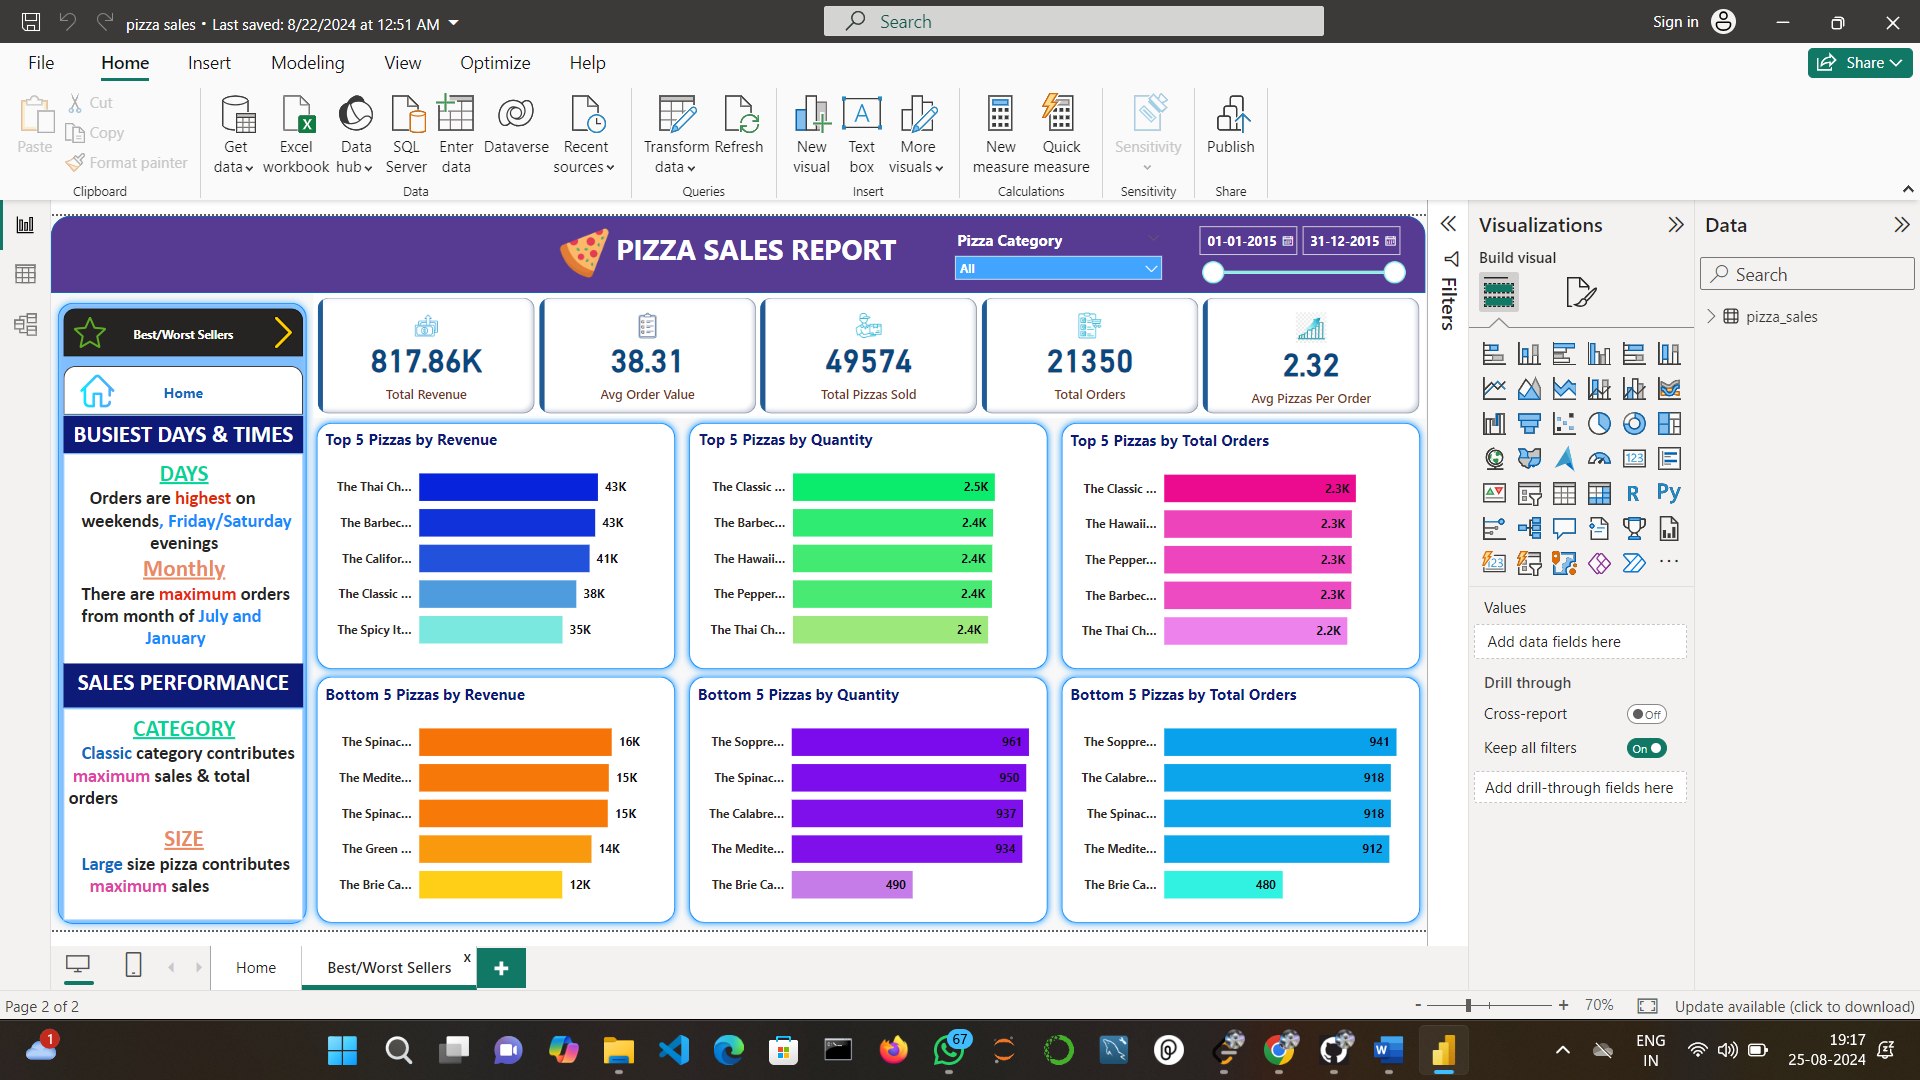 pizza sales • Last saved: 8/22/2024 at 12:51 AM
Search
Sign in
File
Home
Insert
Modeling
View
Optimize
Help
Share
Paste
Cut
Copy
Format painter
Clipboard
Get data
Excel workbook
Data hub
SQL Server
Enter data
Dataverse
Recent sources
Data
Transform data
Refresh
Queries
New visual
Text box
More visuals
Insert
New measure
Quick measure
Calculations
Sensitivity
Sensitivity
Publish
Share
PIZZA SALES REPORT
Pizza Category
All
01-01-2015
31-12-2015
Best/Worst Sellers
Home
BUSIEST DAYS & TIMES
DAYS
Orders are highest on
weekends, Friday/Saturday
evenings
Monthly
There are maximum orders
from month of July and
January
SALES PERFORMANCE
CATEGORY
Classic category contributes
maximum sales & total
orders
SIZE
Large size pizza contributes
maximum sales
817.86K
Total Revenue
38.31
Avg Order Value
49574
Total Pizzas Sold
21350
Total Orders
2.32
Avg Pizzas Per Order
Top 5 Pizzas by Revenue
The Thai Ch... 43K
The Barbec... 43K
The Califor... 41K
The Classic ... 38K
The Spicy It... 35K
Top 5 Pizzas by Quantity
The Classic ... 2.5K
The Barbec... 2.4K
The Hawaii... 2.4K
The Pepper... 2.4K
The Thai Ch... 2.4K
Top 5 Pizzas by Total Orders
The Classic ... 2.3K
The Hawaii... 2.3K
The Pepper... 2.3K
The Barbec... 2.3K
The Thai Ch... 2.2K
Bottom 5 Pizzas by Revenue
The Spinac... 16K
The Medite... 15K
The Spinac... 15K
The Green ... 14K
The Brie Ca... 12K
Bottom 5 Pizzas by Quantity
The Soppre... 961
The Spinac... 950
The Calabre... 937
The Medite... 934
The Brie Ca... 490
Bottom 5 Pizzas by Total Orders
The Soppre... 941
The Calabre... 918
The Spinac... 918
The Medite... 912
The Brie Ca... 480
Filters
Visualizations
Build visual
123
R
Py
123
Values
Add data fields here
Drill through
Cross-report
Off
Keep all filters
On
Add drill-through fields here
Data
Search
pizza_sales
Home
Best/Worst Sellers
x
Page 2 of 2
- + 70%
Update available (click to download)
1
67
ENG
IN
19:17
25-08-2024